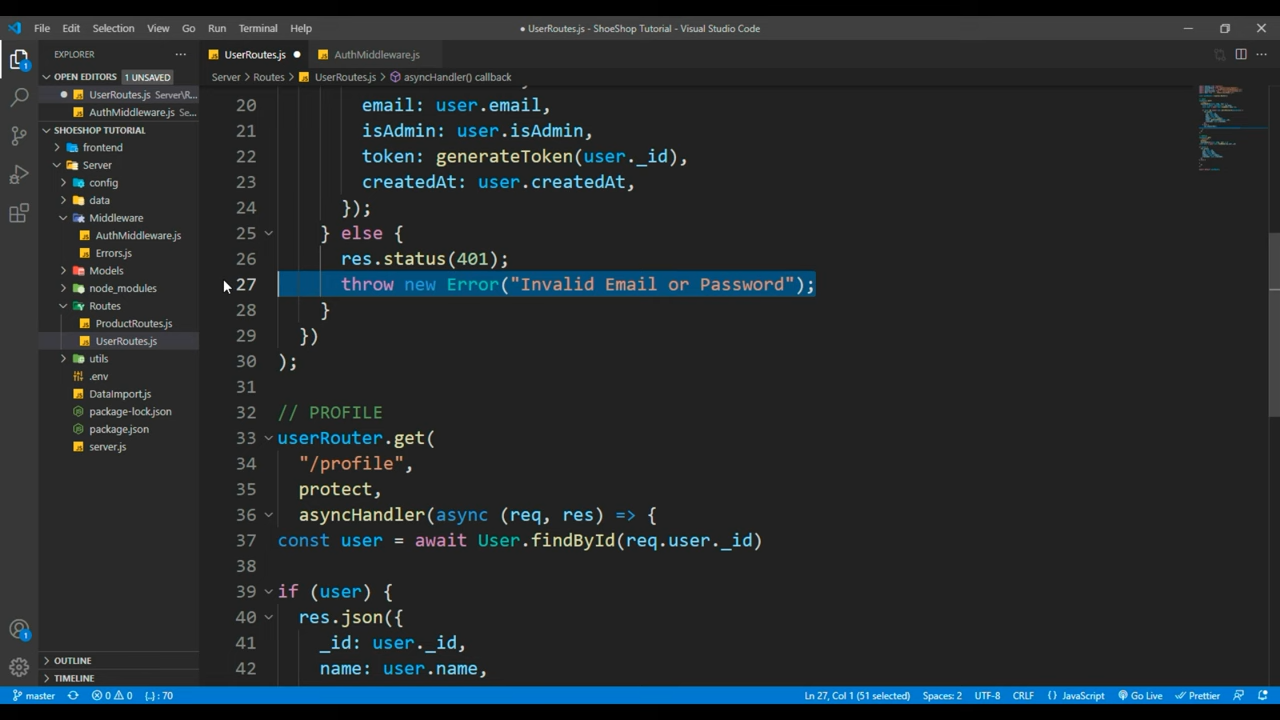 File Edit Selection View Go Run Terminal Help
● UserRoutes.js - ShoeShop Tutorial - Visual Studio Code
EXPLORER
OPEN EDITORS 1 UNSAVED
UserRoutes.js Server\R...
AuthMiddleware.js Se...
SHOESHOP TUTORIAL
frontend
Server
config
data
Middleware
AuthMiddleware.js
Errors.js
Models
node_modules
Routes
ProductRoutes.js
UserRoutes.js
utils
.env
DataImport.js
package-lock.json
package.json
server.js
OUTLINE
TIMELINE
1
1
UserRoutes.js ● AuthMiddleware.js
Server > Routes > UserRoutes.js > asyncHandler() callback
20 email: user.email,
21 isAdmin: user.isAdmin,
22 token: generateToken(user._id),
23 createdAt: user.createdAt,
24 });
25 } else {
26 res.status(401);
27 throw new Error("Invalid Email or Password");
28 }
29 })
30 );
31
32 // PROFILE
33 userRouter.get(
34 "/profile",
35 protect,
36 asyncHandler(async (req, res) => {
37 const user = await User.findById(req.user._id)
38
39 if (user) {
40 res.json({
41 _id: user._id,
42 name: user.name,
master 0 0 {..} : 70 Ln 27, Col 1 (51 selected) Spaces: 2 UTF-8 CRLF {} JavaScript Go Live Prettier